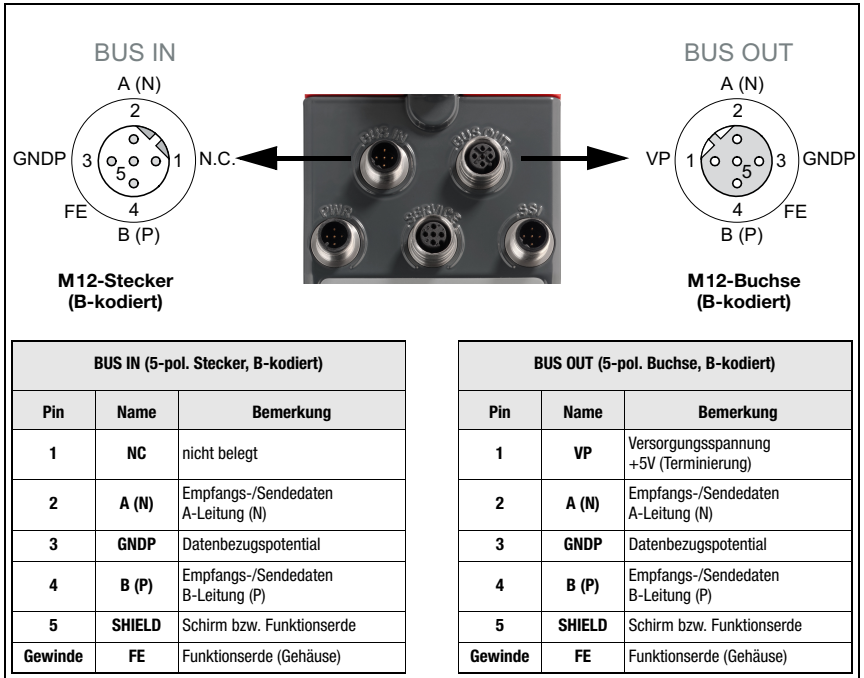 BUS IN
A (N)
2
GNDP 3 5 1 N.C.
4
FE
B (P)
M12-Stecker
(B-kodiert)
BUS IN BUS OUT
PWR SERVICE SSI
BUS OUT
A (N)
2
VP 1 5 3 GNDP
4
FE
B (P)
M12-Buchse
(B-kodiert)
BUS IN (5-pol. Stecker, B-kodiert)
Pin Name Bemerkung
1 NC nicht belegt
2 A (N) Empfangs-/Sendedaten
A-Leitung (N)
3 GNDP Datenbezugspotential
4 B (P) Empfangs-/Sendedaten
B-Leitung (P)
5 SHIELD Schirm bzw. Funktionserde
Gewinde FE Funktionserde (Gehäuse)
BUS OUT (5-pol. Buchse, B-kodiert)
Pin Name Bemerkung
1 VP Versorgungsspannung
+5V (Terminierung)
2 A (N) Empfangs-/Sendedaten
A-Leitung (N)
3 GNDP Datenbezugspotential
4 B (P) Empfangs-/Sendedaten
B-Leitung (P)
5 SHIELD Schirm bzw. Funktionserde
Gewinde FE Funktionserde (Gehäuse)